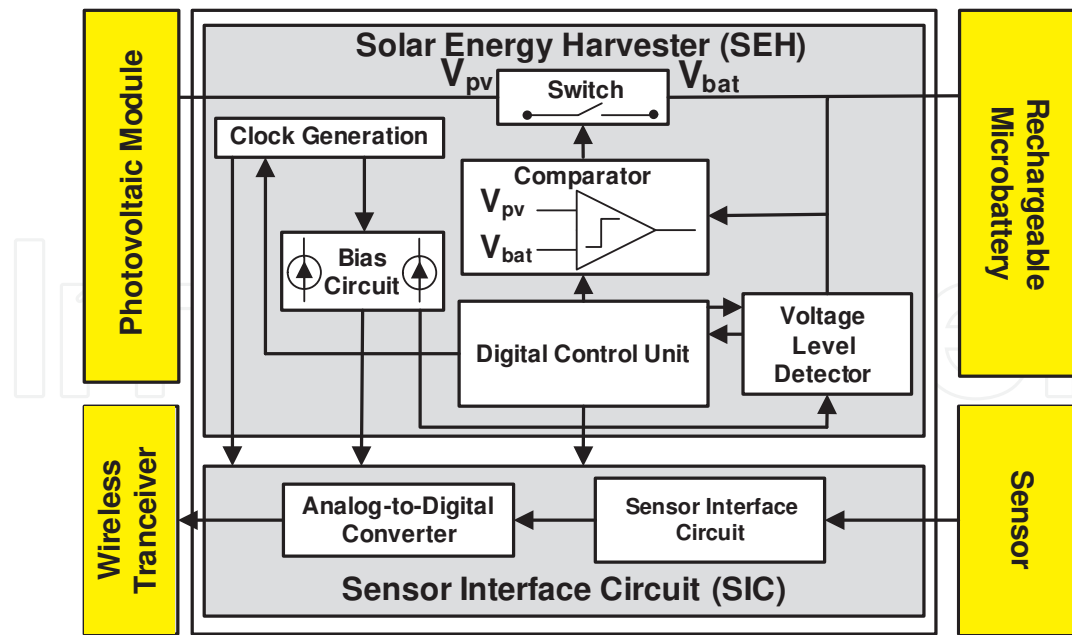 Solar Energy Harvester (SEH)
Photovoltaic Module
Vpv
Switch
Vbat
Rechargeable
Microbattery
Clock Generation
Comparator
Vpv
Vbat
Bias
Circuit
Digital Control Unit
Voltage
Level
Detector
Wireless
Tranceiver
Analog-to-Digital
Converter
Sensor Interface
Circuit
Sensor
Sensor Interface Circuit (SIC)